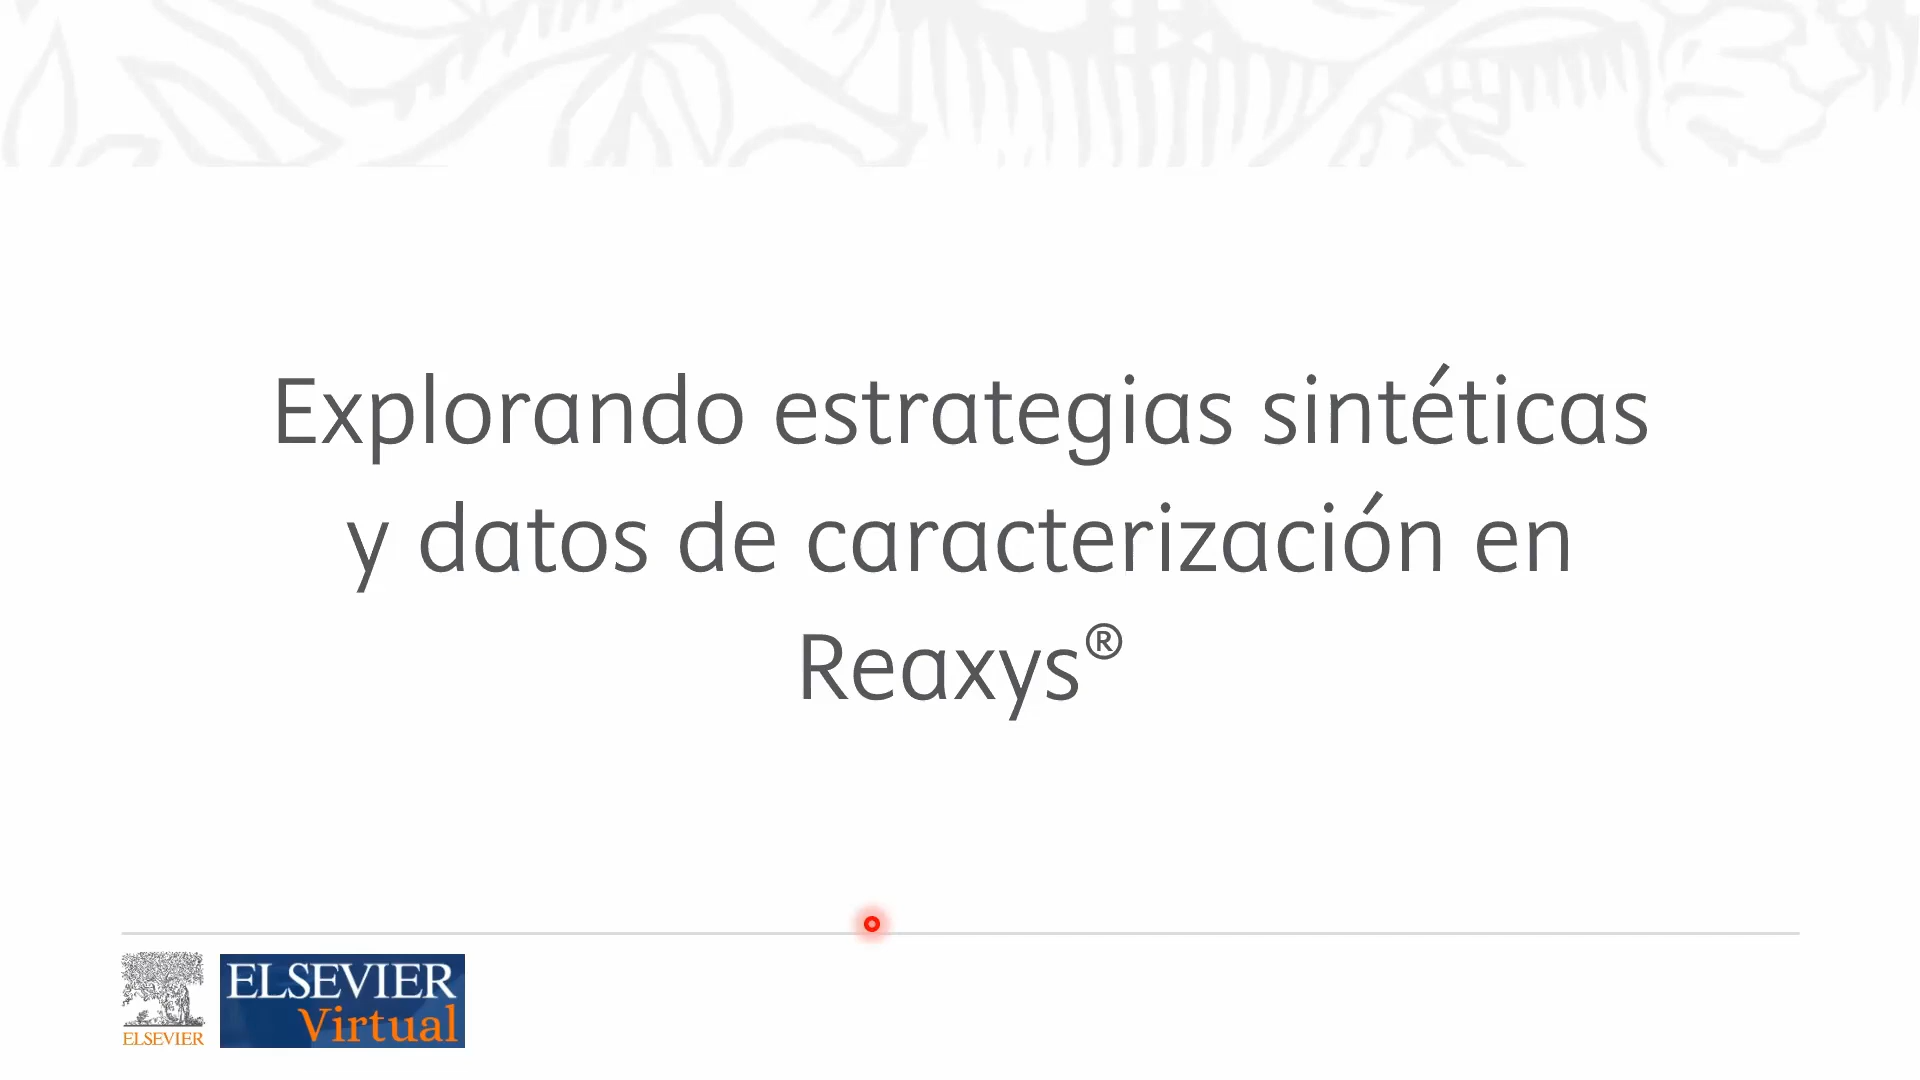 Explorando estrategias sintéticas
y datos de caracterización en
Reaxys®
ELSEVIER
ELSEVIER
Virtual